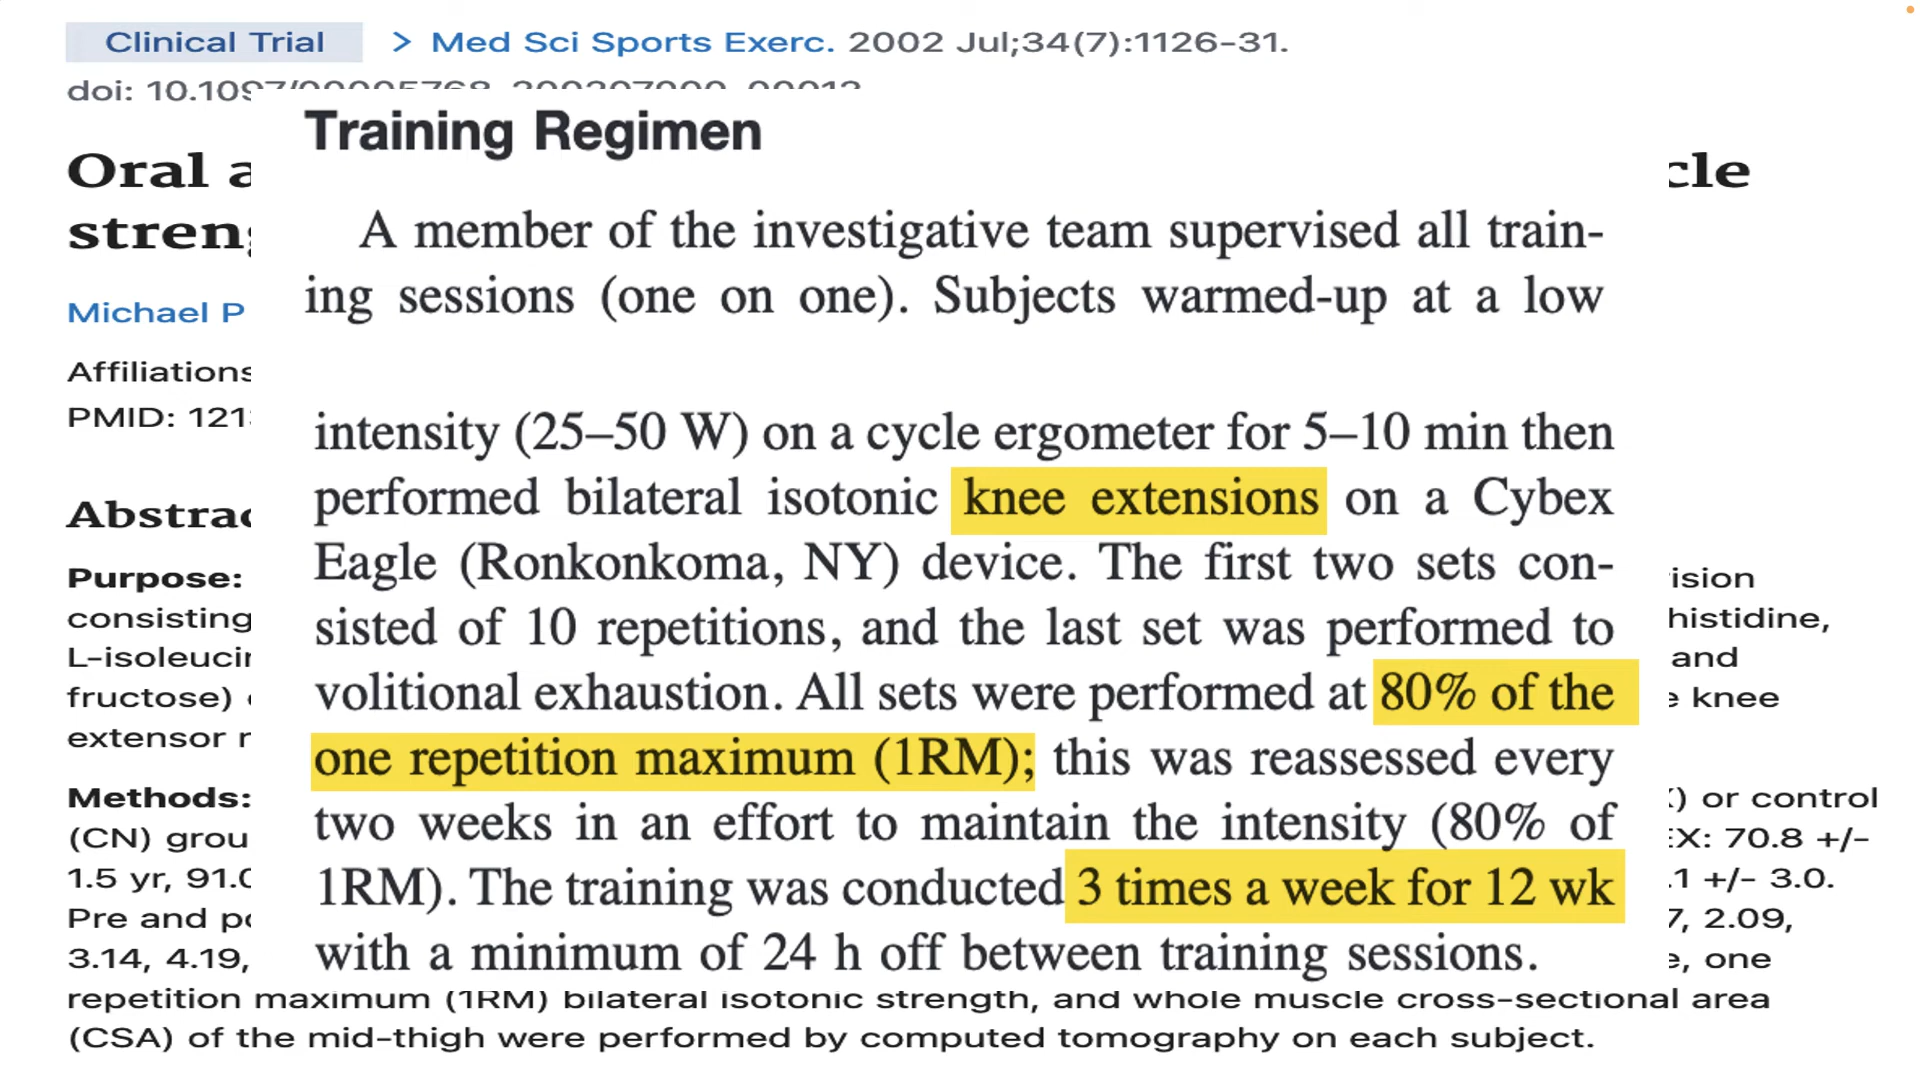 Clinical Trial > Med Sci Sports Exerc. 2002 Jul;34(7):1126-31.
doi:
Training Regimen
Oral
cle
A member of the investigative team supervised all train-
ing sessions (one on one). Subjects warmed-up at a low
Michael P
Affiliations
PMID: 121
intensity (25–50 W) on a cycle ergometer for 5–10 min then
performed bilateral isotonic knee extensions on a Cybex
Eagle (Ronkonkoma, NY) device. The first two sets con-
sisted of 10 repetitions, and the last set was performed to
volitional exhaustion. All sets were performed at 80% of the
one repetition maximum (1RM); this was reassessed every
two weeks in an effort to maintain the intensity (80% of
1RM). The training was conducted 3 times a week for 12 wk
with a minimum of 24 h off between training sessions.
Purpose: ision
consisting histidine,
and
fructose) knee
extensor
Methods: or control
(CN) EX: 70.8 +/-
1.5 yr, +/- 3.0.
Pre and 2.09,
3.14, 4.19, one
repetition maximum (1RM) bilateral isotonic strength, and whole muscle cross-sectional area
(CSA) of the mid-thigh were performed by computed tomography on each subject.